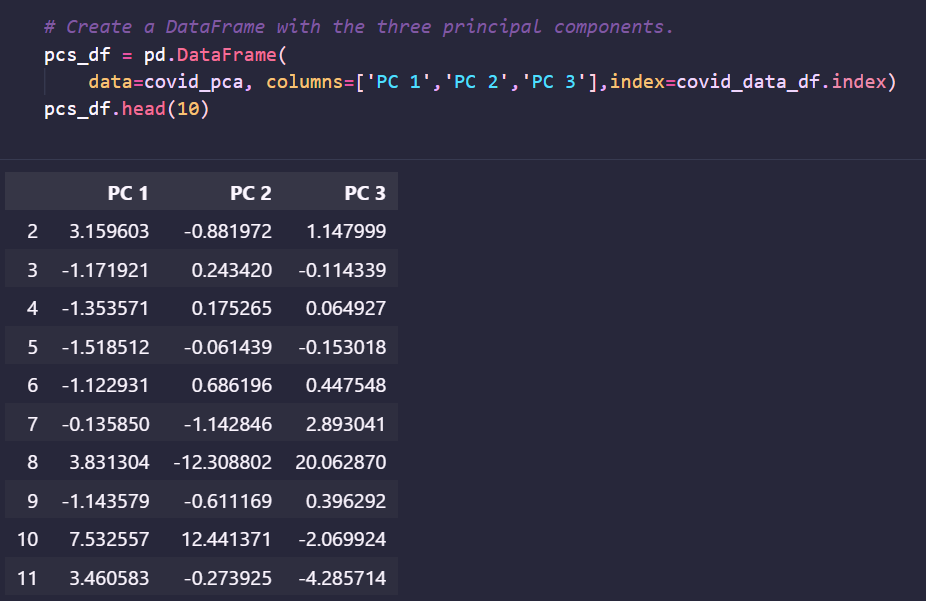 # Create a DataFrame with the three principal components.
pcs_df = pd.DataFrame(
data=covid_pca, columns=['PC 1','PC 2','PC 3'],index=covid_data_df.index)
pcs_df.head(10)
PC 1 PC 2 PC 3
2 3.159603 -0.881972 1.147999
3 -1.171921 0.243420 -0.114339
4 -1.353571 0.175265 0.064927
5 -1.518512 -0.061439 -0.153018
6 -1.122931 0.686196 0.447548
7 -0.135850 -1.142846 2.893041
8 3.831304 -12.308802 20.062870
9 -1.143579 -0.611169 0.396292
10 7.532557 12.441371 -2.069924
11 3.460583 -0.273925 -4.285714